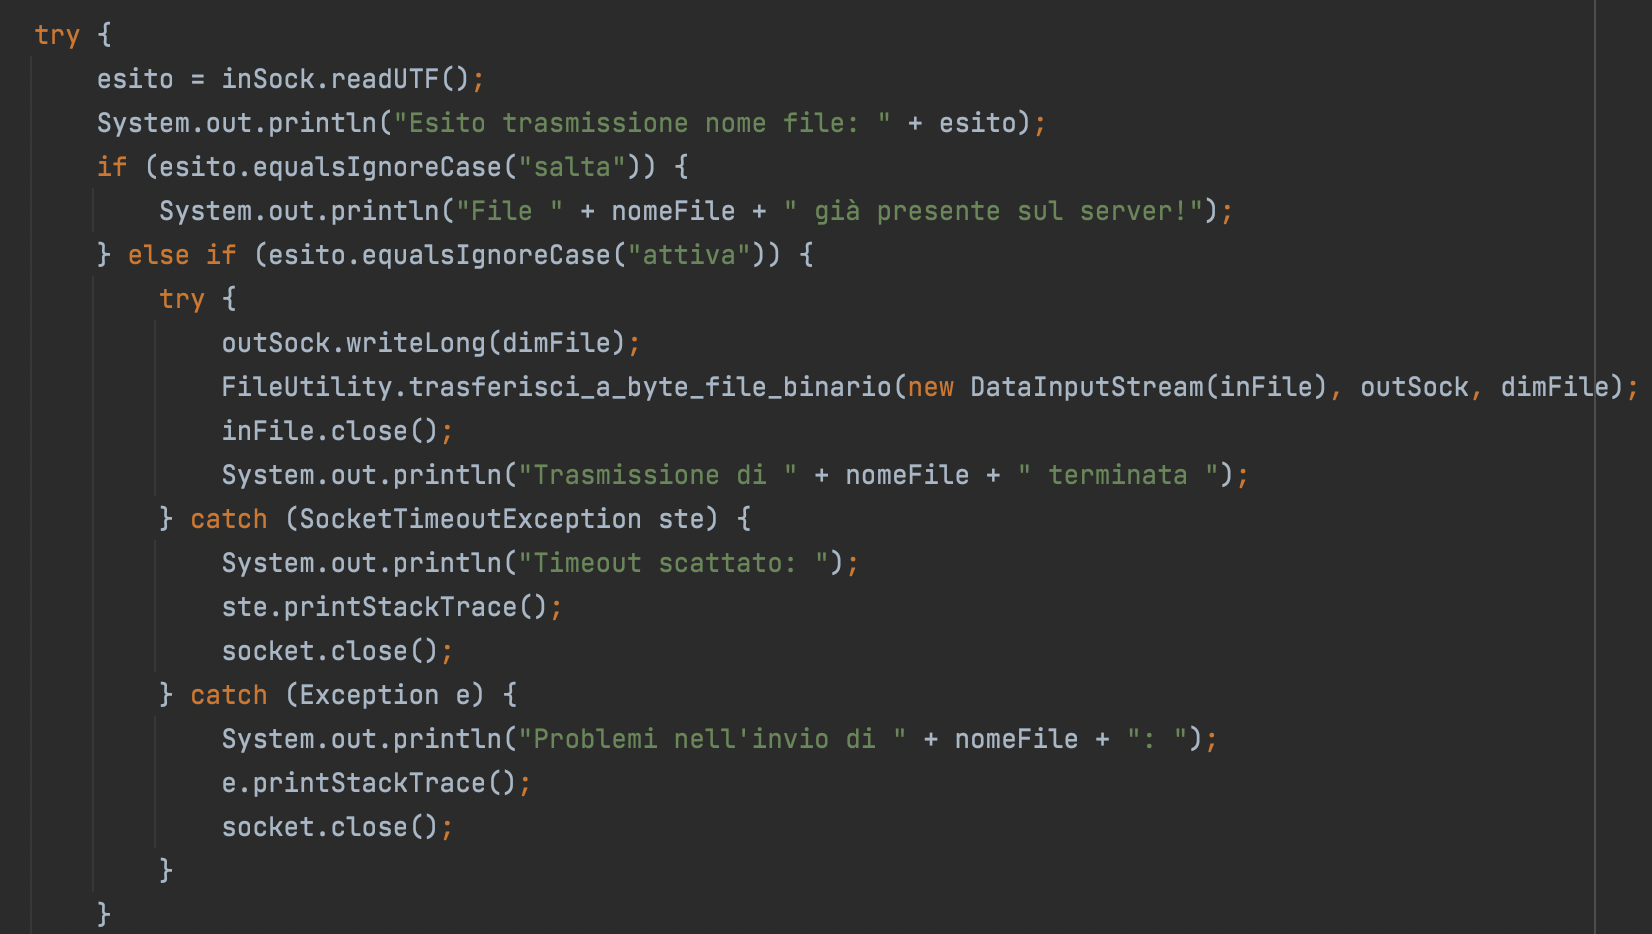 try {
esito = inSock.readUTF();
System.out.println("Esito trasmissione nome file: " + esito);
if (esito.equalsIgnoreCase("salta")) {
System.out.println("File " + nomeFile + " già presente sul server!");
} else if (esito.equalsIgnoreCase("attiva")) {
try {
outSock.writeLong(dimFile);
FileUtility.trasferisci_a_byte_file_binario(new DataInputStream(inFile), outSock, dimFile);
inFile.close();
System.out.println("Trasmissione di " + nomeFile + " terminata ");
} catch (SocketTimeoutException ste) {
System.out.println("Timeout scattato: ");
ste.printStackTrace();
socket.close();
} catch (Exception e) {
System.out.println("Problemi nell'invio di " + nomeFile + ": ");
e.printStackTrace();
socket.close();
}
}